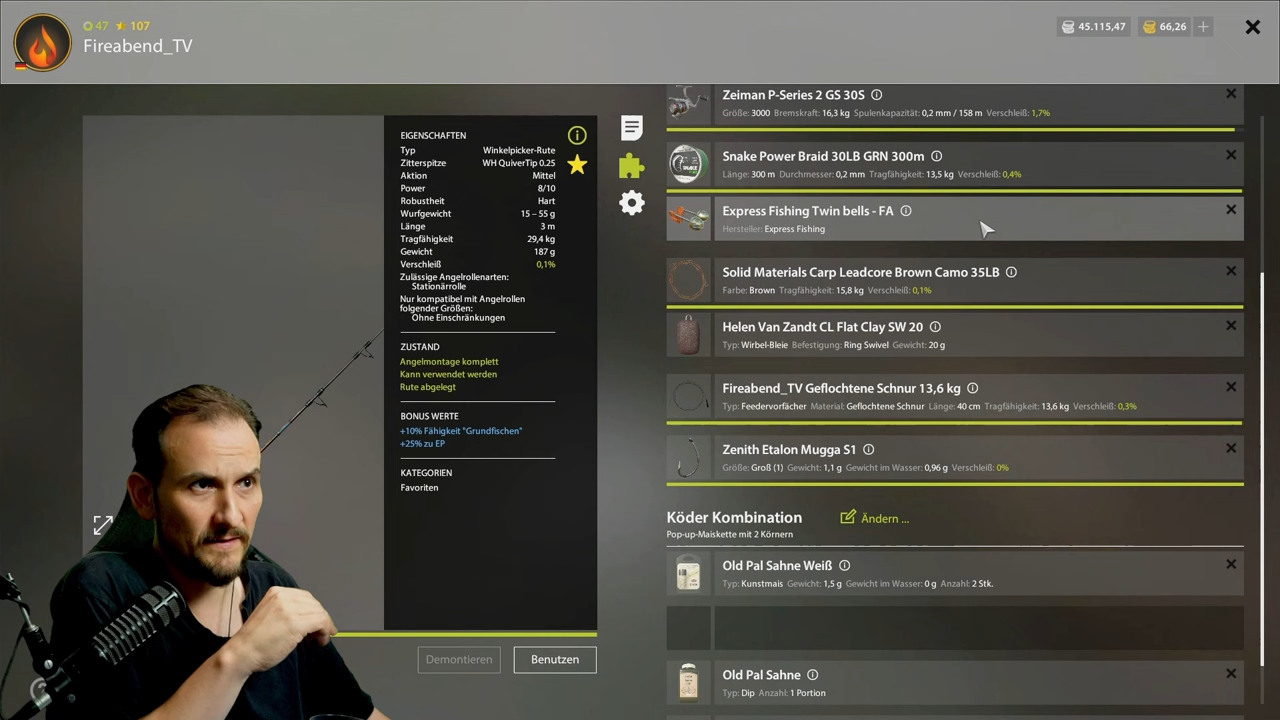 47 107
Fireabend_TV
45.115,47
66,26
EIGENSCHAFTEN
Typ Winkelpicker-Rute
Zitterspitze WH QuiverTip 0.25
Aktion Mittel
Power 8/10
Robustheit Hart
Wurfgewicht 15 – 55 g
Länge 3 m
Tragfähigkeit 29,4 kg
Gewicht 187 g
Verschleiß 0,1%
Zulässige Angelrollenarten:
Stationärrolle
Nur kompatibel mit Angelrollen
folgender Größen:
Ohne Einschränkungen
ZUSTAND
Angelmontage komplett
Kann verwendet werden
Rute abgelegt
BONUS WERTE
+10% Fähigkeit "Grundfischen"
+25% zu EP
KATEGORIEN
Favoriten
Demontieren
Benutzen
Zeiman P-Series 2 GS 30S
Größe: 3000 Bremskraft: 16,3 kg Spulenkapazität: 0,2 mm / 158 m Verschleiß: 1,7%
Snake Power Braid 30LB GRN 300m
Länge: 300 m Durchmesser: 0,2 mm Tragfähigkeit: 13,5 kg Verschleiß: 0,4%
Express Fishing Twin bells - FA
Hersteller: Express Fishing
Solid Materials Carp Leadcore Brown Camo 35LB
Farbe: Brown Tragfähigkeit: 15,8 kg Verschleiß: 0,1%
Helen Van Zandt CL Flat Clay SW 20
Typ: Wirbel-Bleie Befestigung: Ring Swivel Gewicht: 20 g
Fireabend_TV Geflochtene Schnur 13,6 kg
Typ: Feedervorfächer Material: Geflochtene Schnur Länge: 40 cm Tragfähigkeit: 13,6 kg Verschleiß: 0,3%
Zenith Etalon Mugga S1
Größe: Groß (1) Gewicht: 1,1 g Gewicht im Wasser: 0,96 g Verschleiß: 0%
Köder Kombination
Ändern ...
Pop-up-Maiskette mit 2 Körnern
Old Pal Sahne Weiß
Typ: Kunstmais Gewicht: 1,5 g Gewicht im Wasser: 0 g Anzahl: 2 Stk.
Old Pal Sahne
Typ: Dip Anzahl: 1 Portion